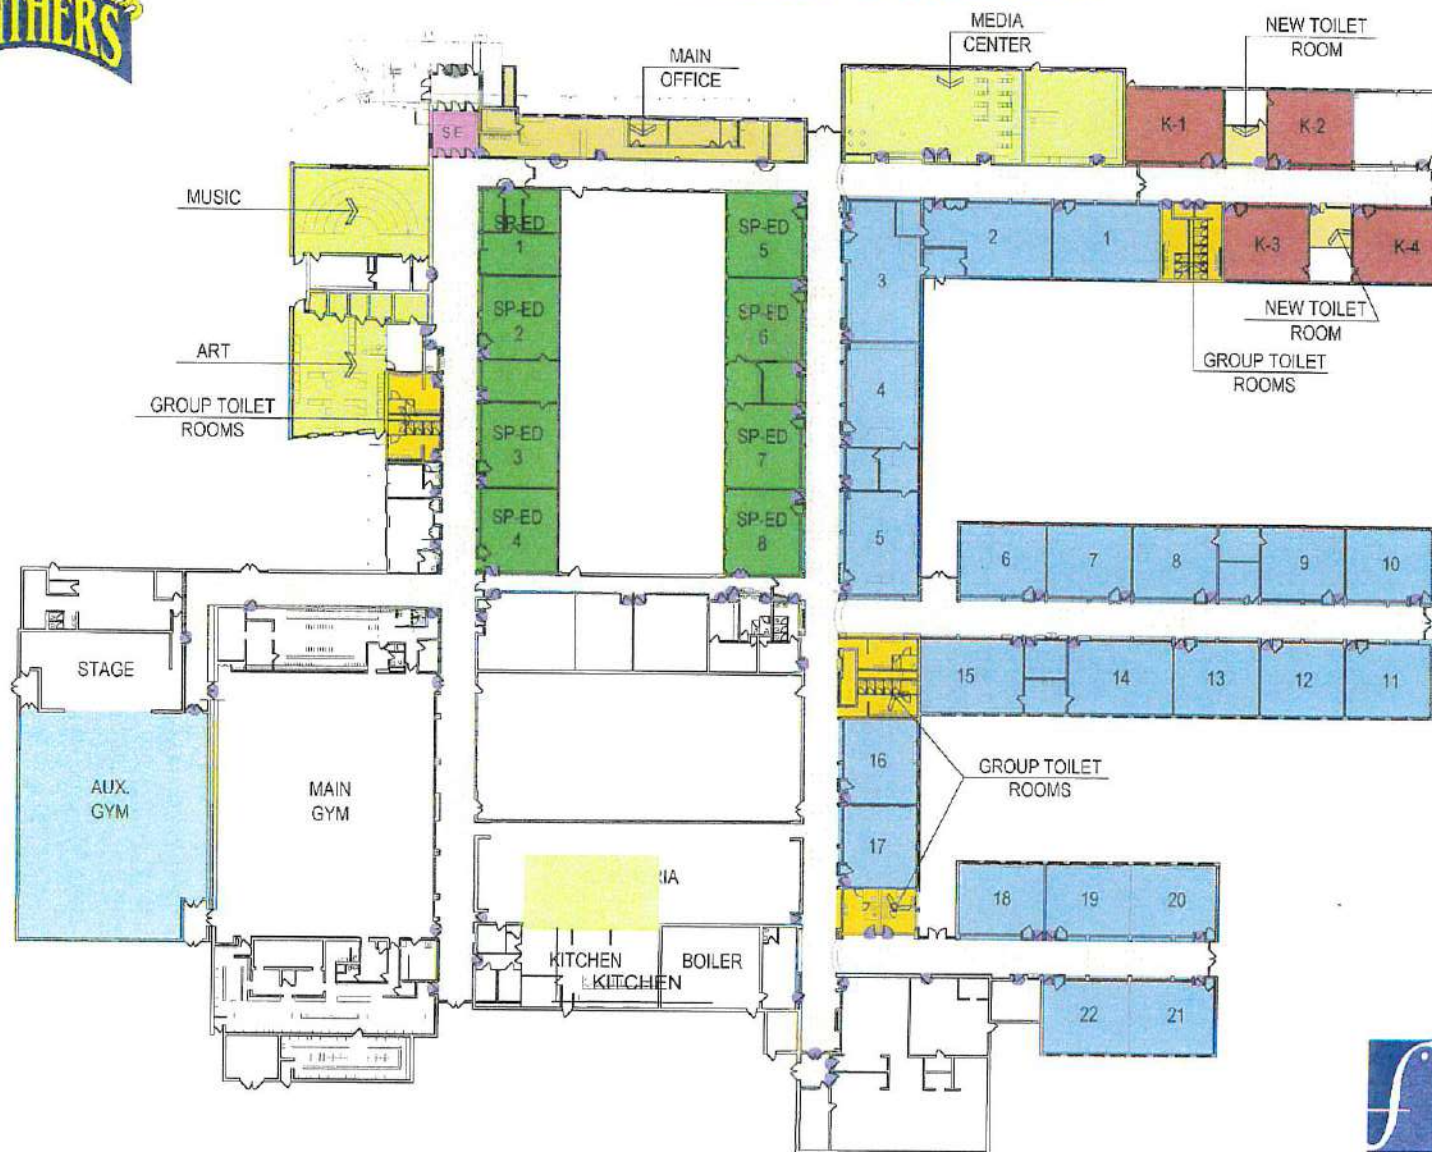 MEDIA
CENTER
NEW TOILET
ROOM
MAIN
OFFICE
SE
K-1
K-2
MUSIC
SP-ED
1
SP-ED
5
2
1
K-3
K-4
3
SP-ED
2
SP-ED
6
NEW TOILET
ROOM
ART
GROUP TOILET
ROOMS
4
GROUP TOILET
ROOMS
SP-ED
3
SP-ED
7
SP-ED
4
SP-ED
8
5
6
7
8
9
10
STAGE
15
14
13
12
11
AUX.
GYM
MAIN
GYM
16
GROUP TOILET
ROOMS
17
RIA
18
19
20
KITCHEN
BOILER
KITCHEN
22
21